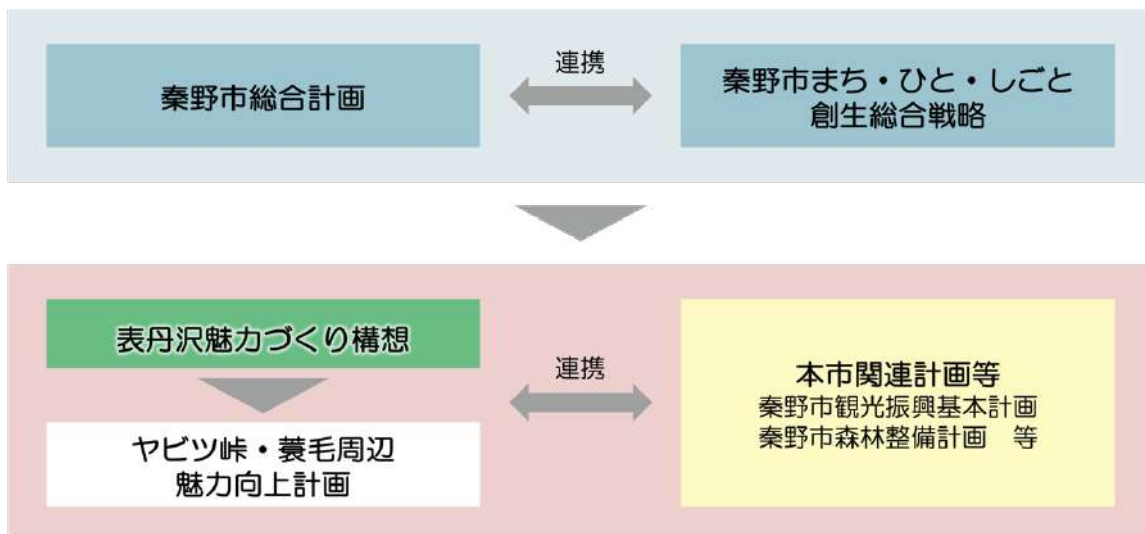 秦野市総合計画
連携
秦野市まち・ひと・しごと
創生総合戦略
表丹沢魅力づくり構想
ヤビツ峠・蓑毛周辺
魅力向上計画
連携
本市関連計画等
秦野市観光振興基本計画
秦野市森林整備計画　等